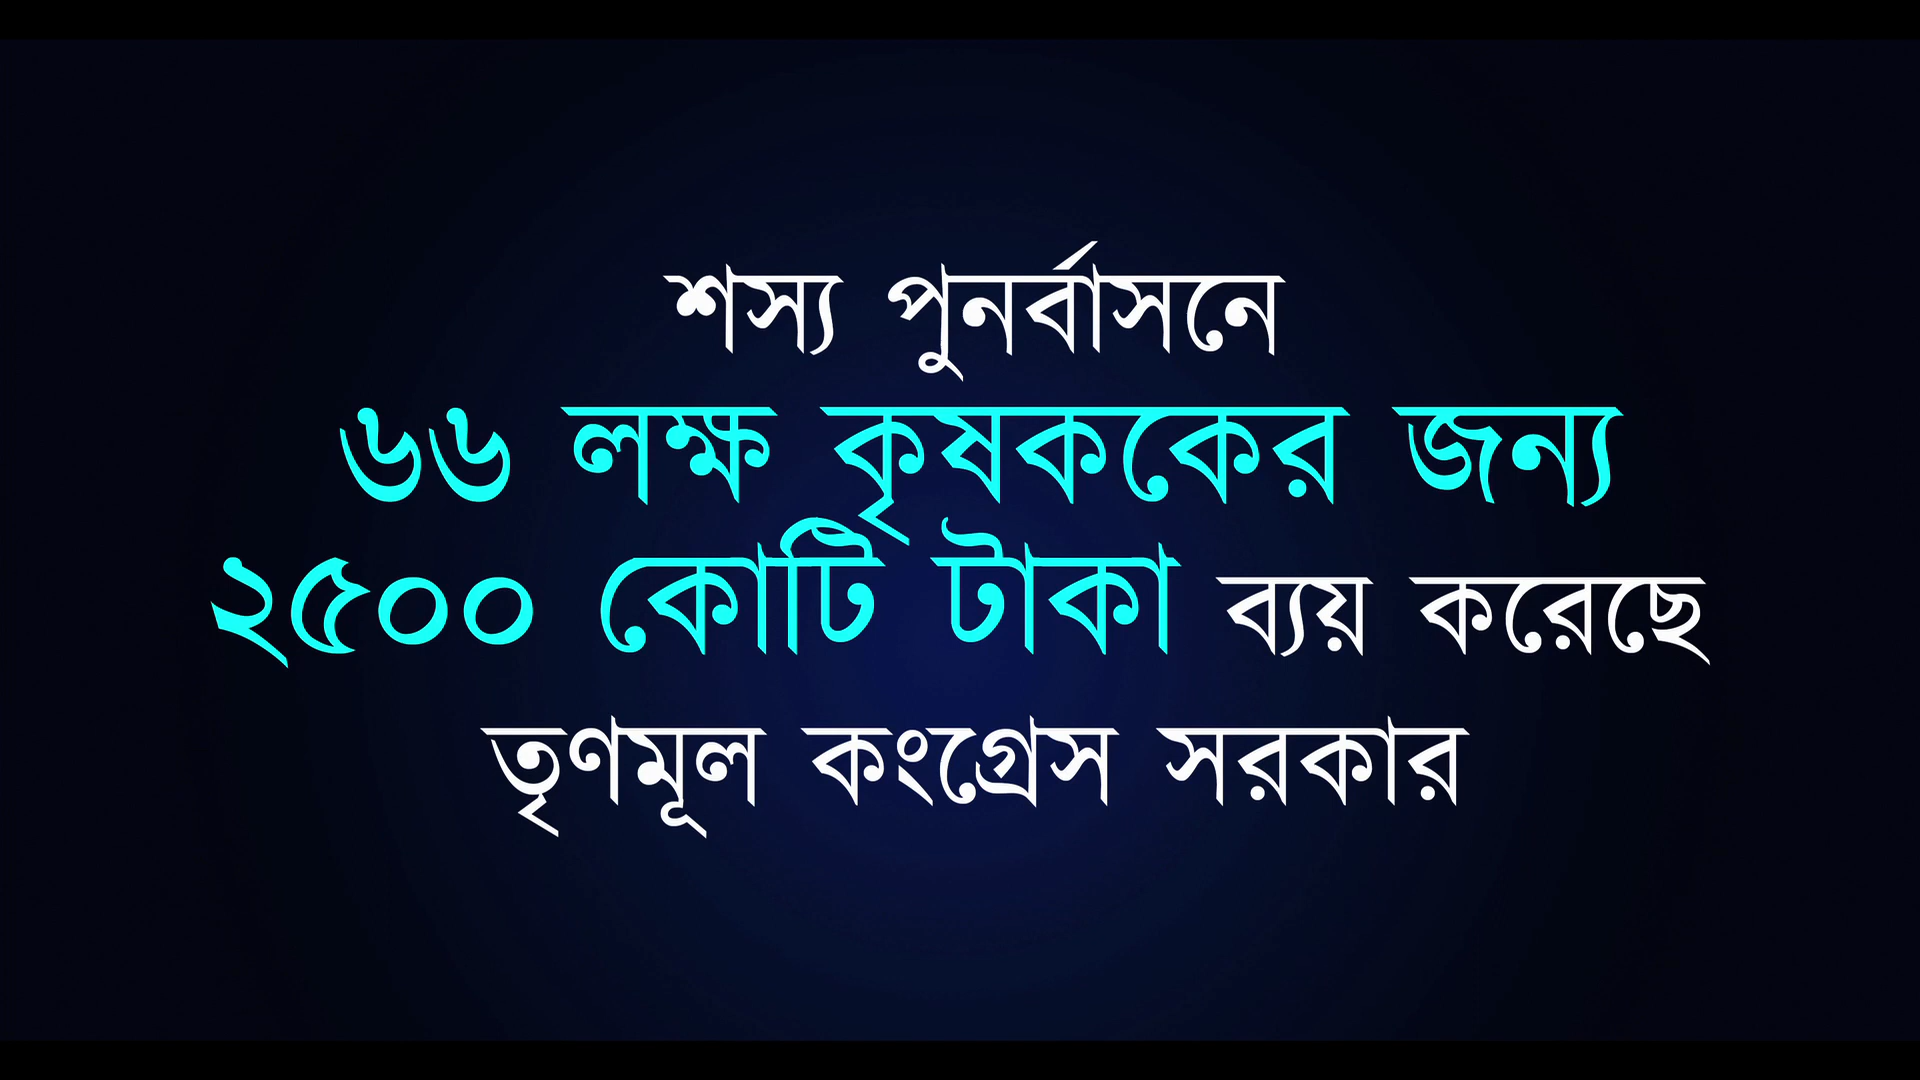 শস্য পুনর্বাসনে
৬৬ লক্ষ কৃষককের জন্য
২৫০০ কোটি টাকা ব্যয় করেছে
তৃণমূল কংগ্রেস সরকার